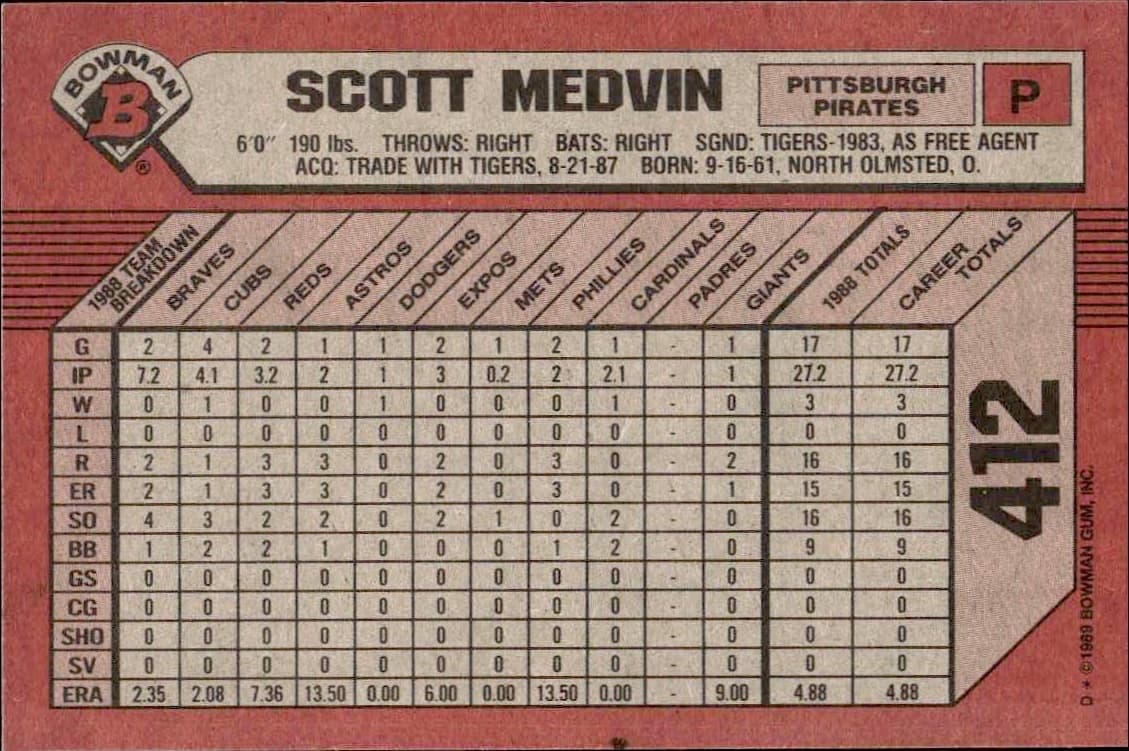 BOWMAN
B
®
SCOTT MEDVIN
PITTSBURGH
PIRATES
P
6'0" 190 lbs. THROWS: RIGHT BATS: RIGHT SGND: TIGERS-1983, AS FREE AGENT
ACQ: TRADE WITH TIGERS, 8-21-87 BORN: 9-16-61, NORTH OLMSTED, O.
1988 TEAM
BREAKDOWN
BRAVES
CUBS
REDS
ASTROS
DODGERS
EXPOS
METS
PHILLIES
CARDINALS
PADRES
GIANTS
1988 TOTALS
CAREER
TOTALS
G 2 4 2 1 1 2 1 2 1 - 1 17 17
IP 7.2 4.1 3.2 2 1 3 0.2 2 2.1 - 1 27.2 27.2
W 0 1 0 0 1 0 0 0 1 - 0 3 3
L 0 0 0 0 0 0 0 0 0 - 0 0 0
R 2 1 3 3 0 2 0 3 0 - 2 16 16
ER 2 1 3 3 0 2 0 3 0 - 1 15 15
SO 4 3 2 2 0 2 1 0 2 - 0 16 16
BB 1 2 2 1 0 0 0 1 2 - 0 9 9
GS 0 0 0 0 0 0 0 0 0 - 0 0 0
CG 0 0 0 0 0 0 0 0 0 - 0 0 0
SHO 0 0 0 0 0 0 0 0 0 - 0 0 0
SV 0 0 0 0 0 0 0 0 0 - 0 0 0
ERA 2.35 2.08 7.36 13.50 0.00 6.00 0.00 13.50 0.00 - 9.00 4.88 4.88
412
D * ©1989 BOWMAN GUM, INC.